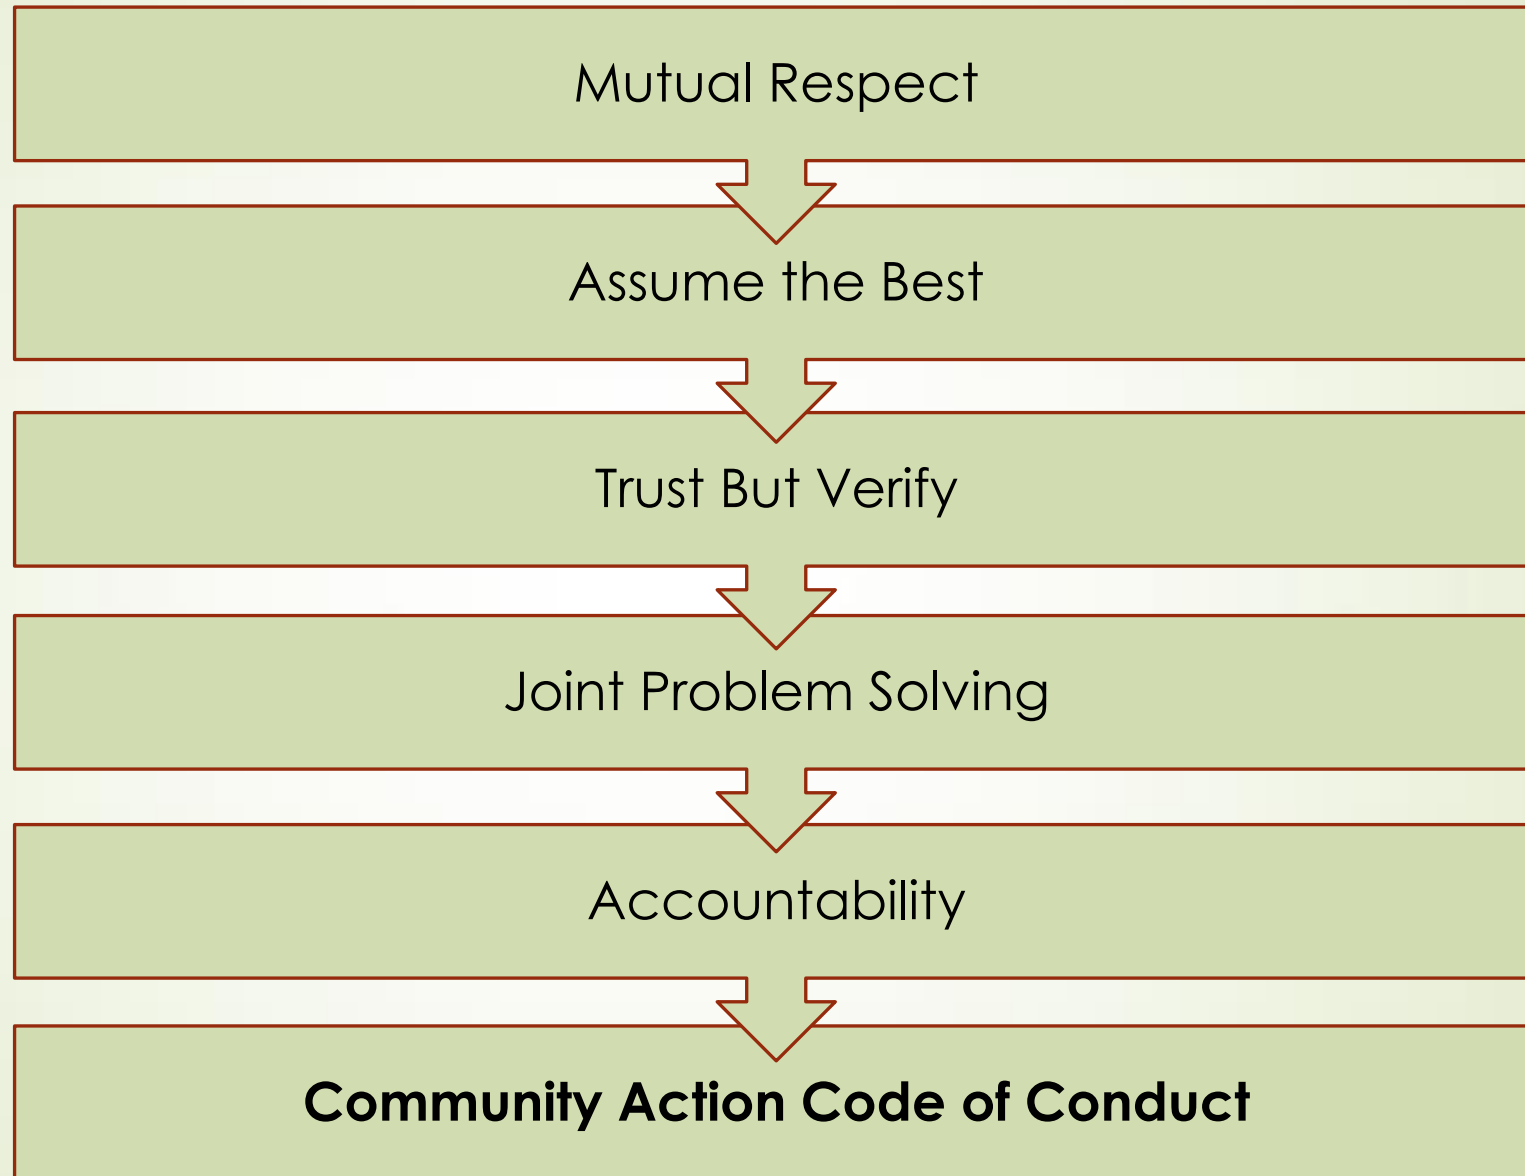 Mutual Respect
Assume the Best
Trust But Verify
Joint Problem Solving
Accountability
Community Action Code of Conduct